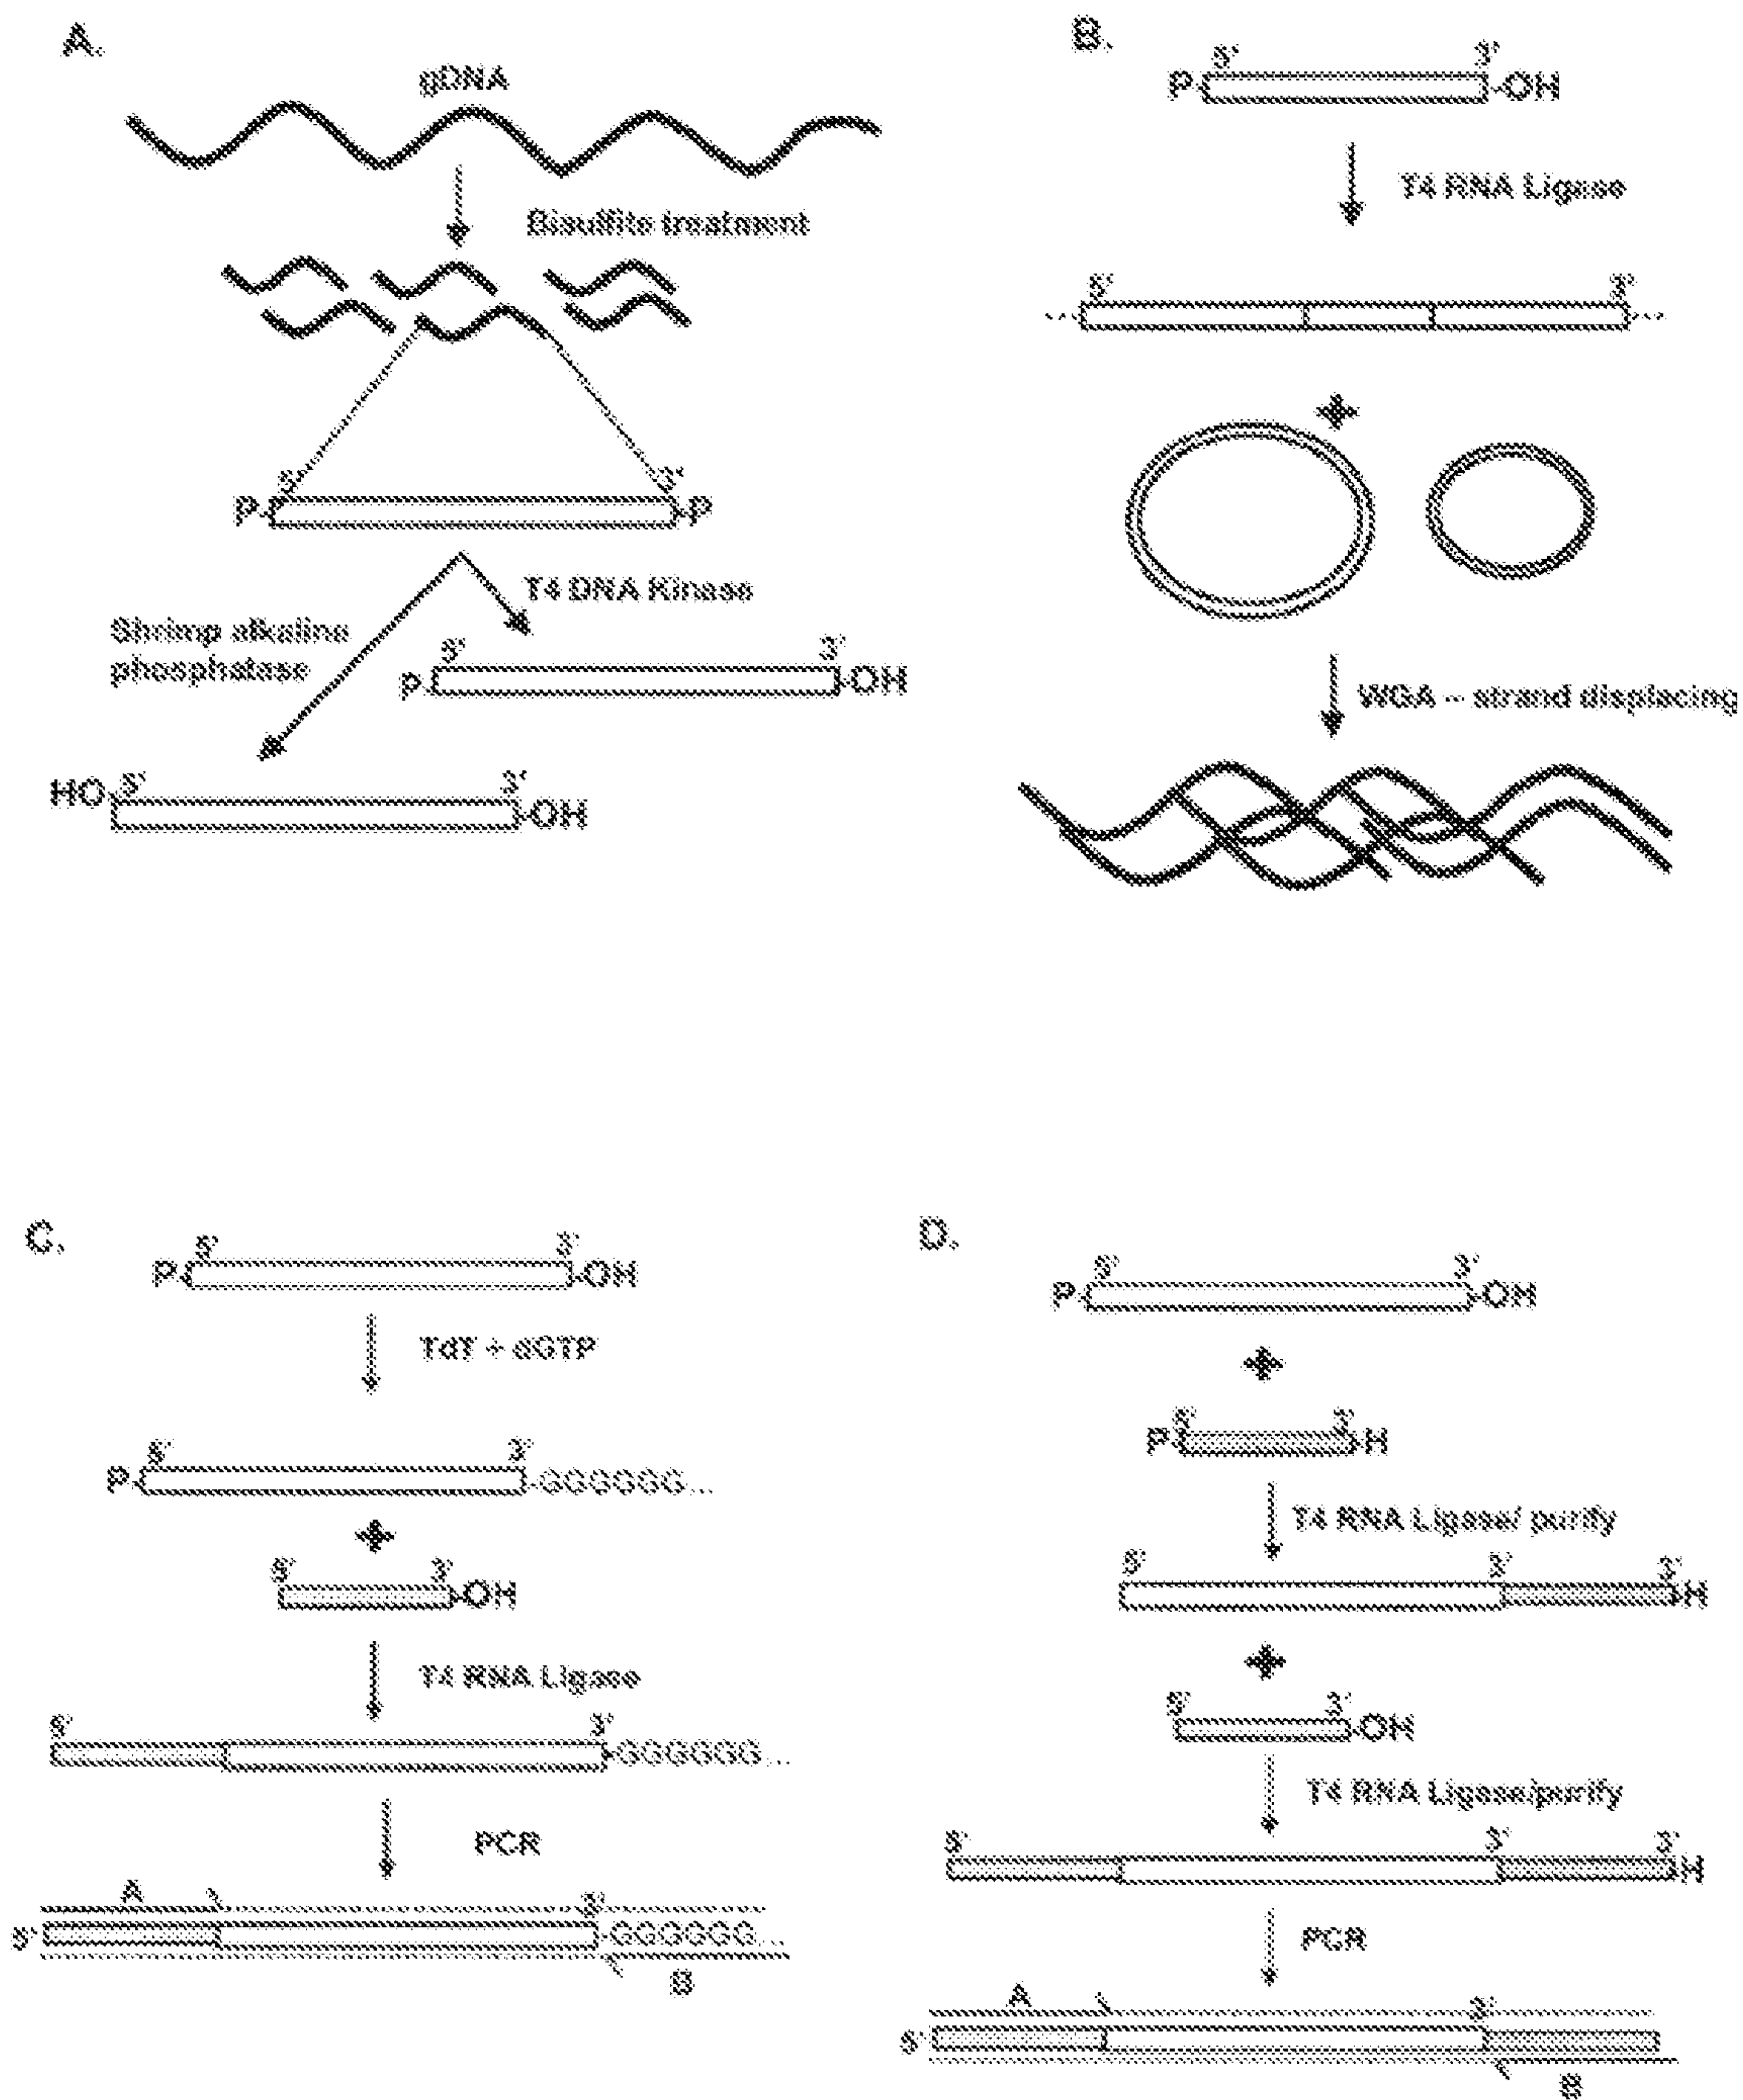 A.
gDNA
Bisulfite treatment
5' 3'
P P
T4 DNA Kinase
Shrimp alkaline
phosphatase
5' 3'
P OH
HO 5' 3'
OH
B.
5' 3'
P OH
T4 RNA Ligase
5' 3'
+
WGA – strand displacing
C.
5' 3'
P OH
TdT + dGTP
5' 3'
P GGGGGG...
+
5' 3'
OH
T4 RNA Ligase
5' 3'
GGGGGG...
PCR
A 3'
5' GGGGGG...
B
D.
5' 3'
P OH
+
5' 3'
P H
T4 RNA Ligase/ purify
5' 3' 3'
H
+
5' 3'
OH
T4 RNA Ligase/purify
5' 3' 3'
H
PCR
A 3'
5'
B